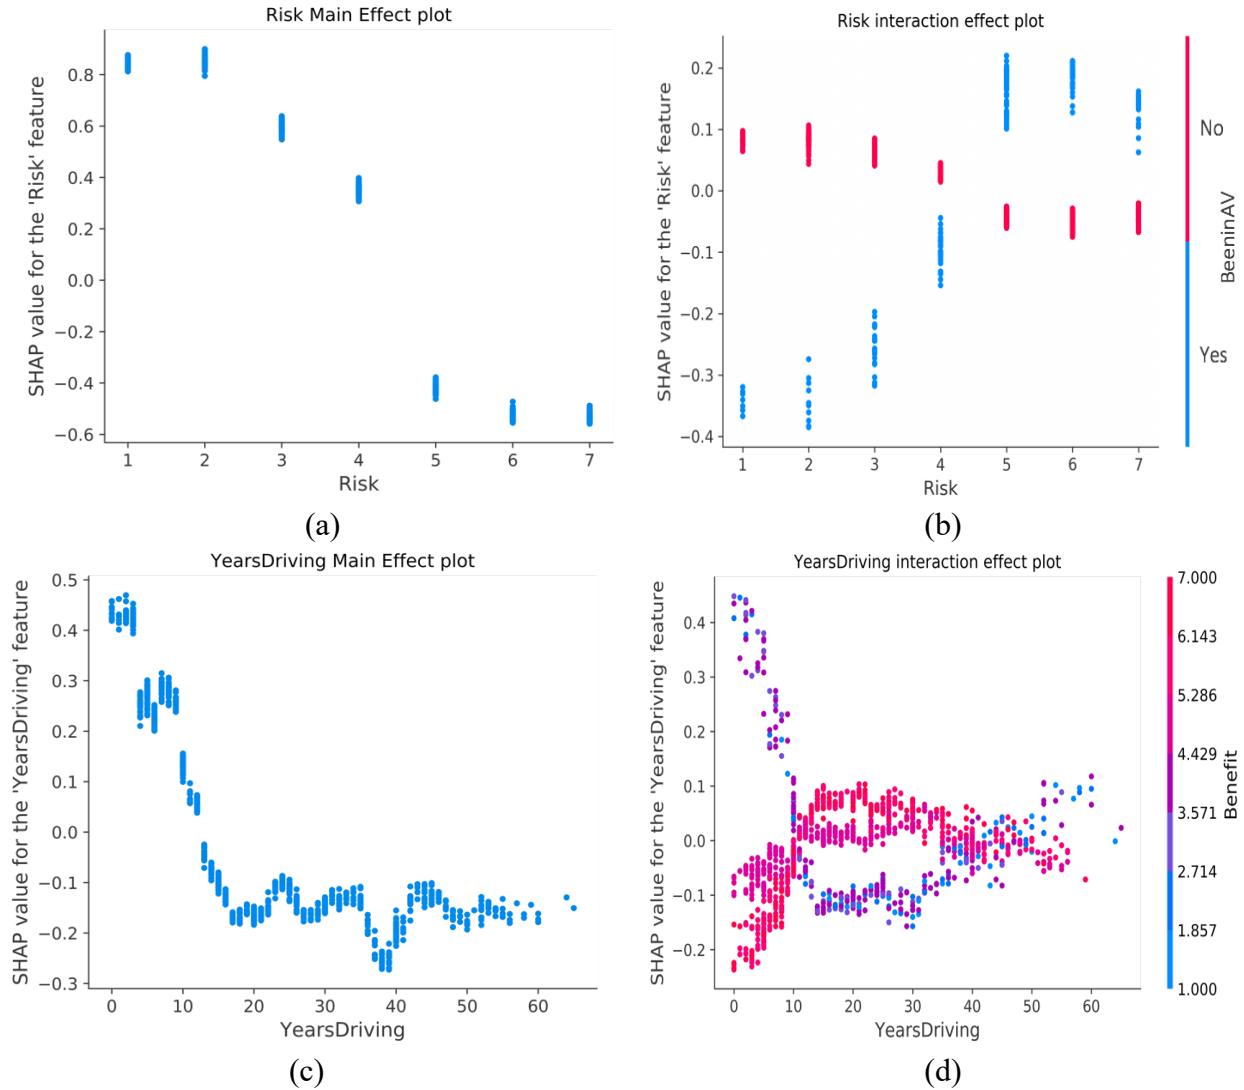 Risk Main Effect plot
SHAP value for the 'Risk' feature
0.8
0.6
0.4
0.2
0.0
−0.2
−0.4
−0.6
1 2 3 4 5 6 7
Risk
(a)
Risk interaction effect plot
SHAP value for the 'Risk' feature
0.2
0.1
0.0
−0.1
−0.2
−0.3
−0.4
1 2 3 4 5 6 7
Risk
No
Yes
BeeninAV
(b)
YearsDriving Main Effect plot
SHAP value for the 'YearsDriving' feature
0.5
0.4
0.3
0.2
0.1
0.0
−0.1
−0.2
−0.3
0 10 20 30 40 50 60
YearsDriving
(c)
YearsDriving interaction effect plot
SHAP value for the 'YearsDriving' feature
0.4
0.3
0.2
0.1
0.0
−0.1
−0.2
0 10 20 30 40 50 60
YearsDriving
7.000
6.143
5.286
4.429
3.571
2.714
1.857
1.000
Benefit
(d)